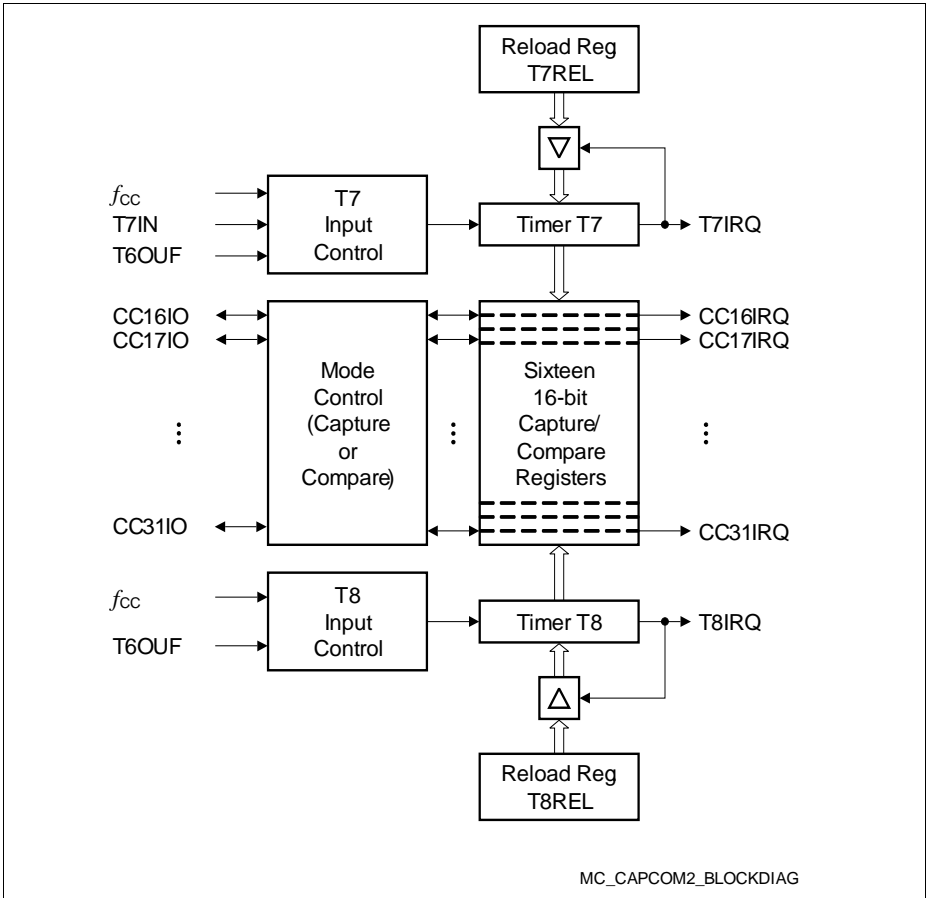 Reload Reg
T7REL
fCC
T7IN
T6OUF
T7
Input
Control
Timer T7
T7IRQ
CC16IO
CC17IO
CC31IO
Mode
Control
(Capture
or
Compare)
Sixteen
16-bit
Capture/
Compare
Registers
CC16IRQ
CC17IRQ
CC31IRQ
fCC
T6OUF
T8
Input
Control
Timer T8
T8IRQ
Reload Reg
T8REL
MC_CAPCOM2_BLOCKDIAG